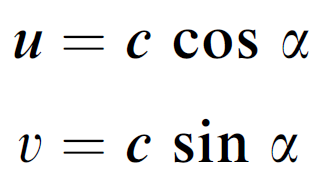 u = c cos α
v = c sin α